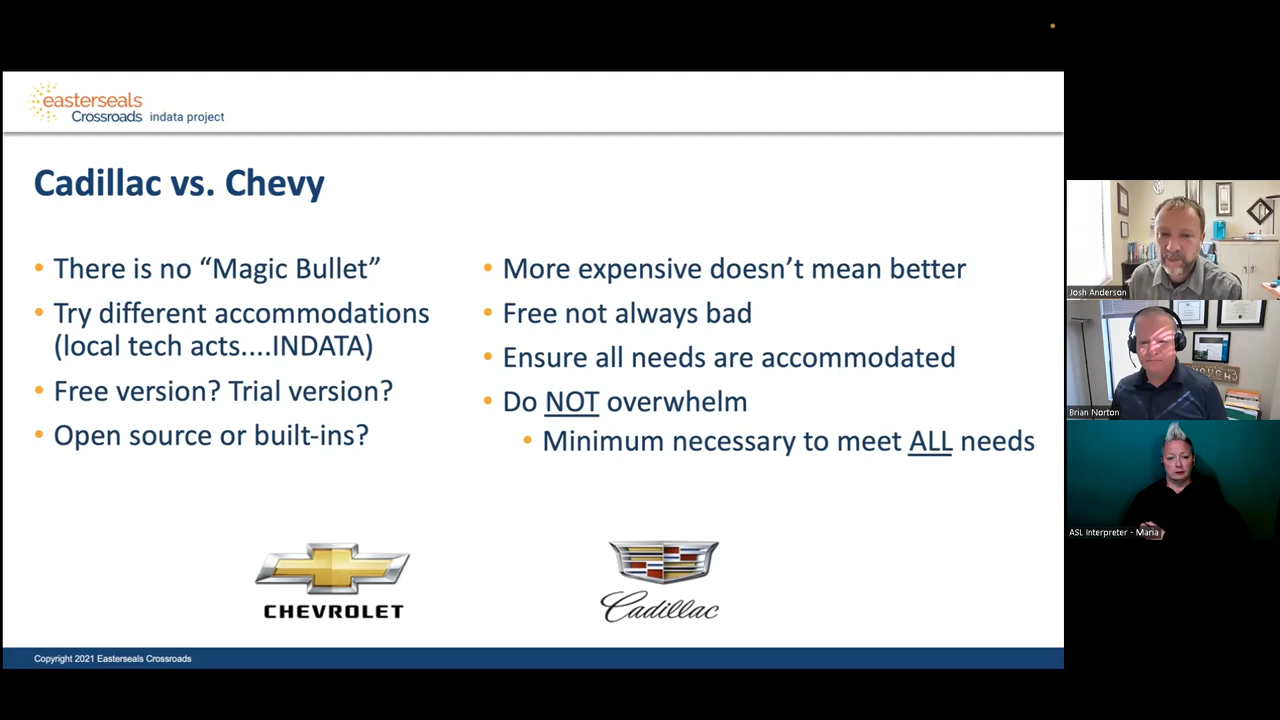 easterseals
Crossroads indata project
Cadillac vs. Chevy
• There is no “Magic Bullet”
• Try different accommodations
(local tech acts....INDATA)
• Free version? Trial version?
• Open source or built-ins?
• More expensive doesn’t mean better
• Free not always bad
• Ensure all needs are accommodated
• Do NOT overwhelm
• Minimum necessary to meet ALL needs
CHEVROLET
Cadillac
Copyright 2021 Easterseals Crossroads
Josh Anderson
Brian Norton
ASL Interpreter - Maria